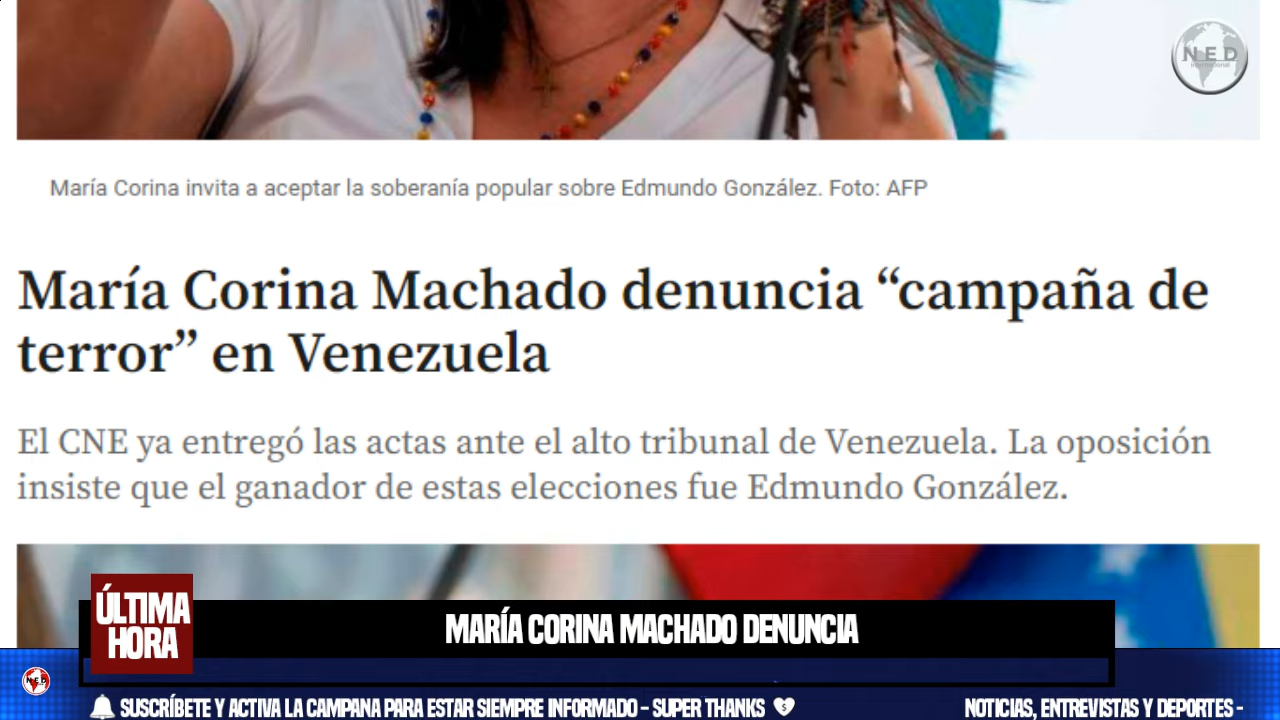 NED
International
María Corina invita a aceptar la soberanía popular sobre Edmundo González. Foto: AFP
María Corina Machado denuncia “campaña de
terror” en Venezuela
El CNE ya entregó las actas ante el alto tribunal de Venezuela. La oposición
insiste que el ganador de estas elecciones fue Edmundo González.
ÚLTIMA
HORA
MARÍA CORINA MACHADO DENUNCIA
NED
SUSCRÍBETE Y ACTIVA LA CAMPANA PARA ESTAR SIEMPRE INFORMADO - SUPER THANKS
NOTICIAS, ENTREVISTAS Y DEPORTES -